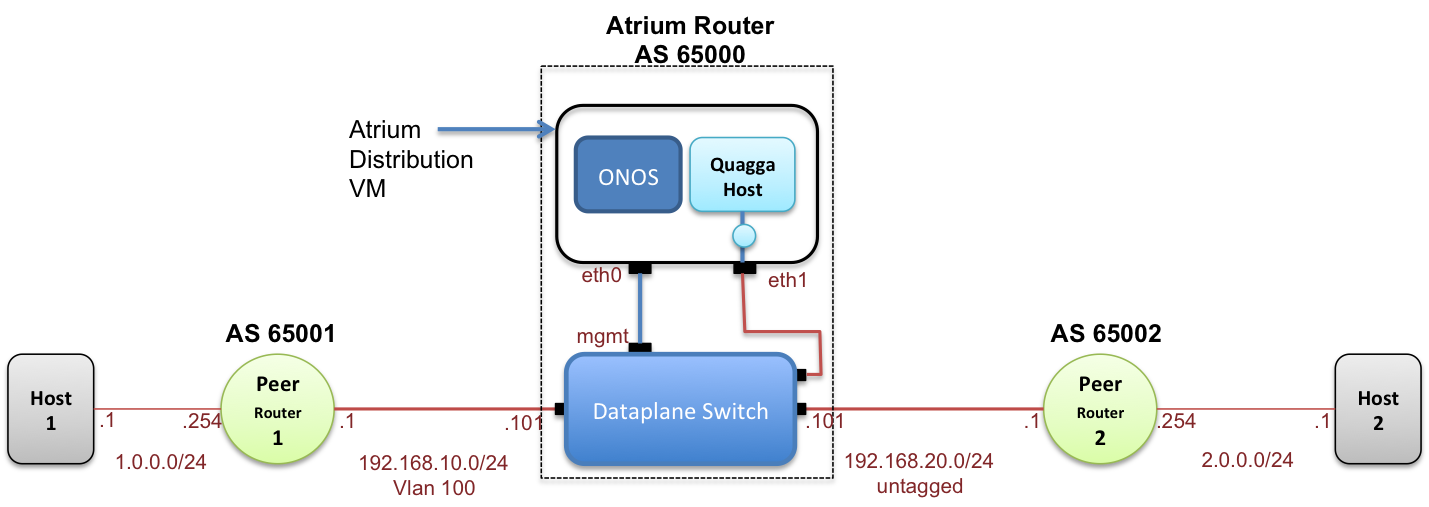 Atrium Router
AS 65000
Atrium
Distribution
VM
ONOS
Quagga
Host
eth0
eth1
mgmt
AS 65001
AS 65002
Host
1
.1
.254
1.0.0.0/24
Peer
Router
1
.1
.101
192.168.10.0/24
Vlan 100
Dataplane Switch
.101
.1
192.168.20.0/24
untagged
Peer
Router
2
.254
.1
2.0.0.0/24
Host
2